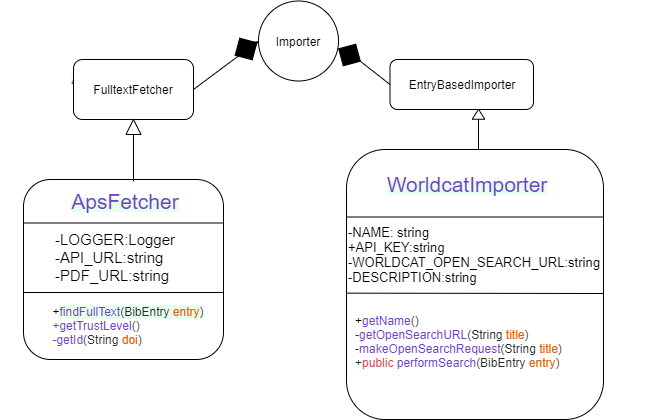 Importer
FulltextFetcher
EntryBasedImporter
ApsFetcher
-LOGGER:Logger
-API_URL:string
-PDF_URL:string
+findFullText(BibEntry entry)
+getTrustLevel()
-getId(String doi)
WorldcatImporter
-NAME: string
+API_KEY:string
-WORLDCAT_OPEN_SEARCH_URL:string
-DESCRIPTION:string
+getName()
-getOpenSearchURL(String title)
-makeOpenSearchRequest(String title)
+public performSearch(BibEntry entry)